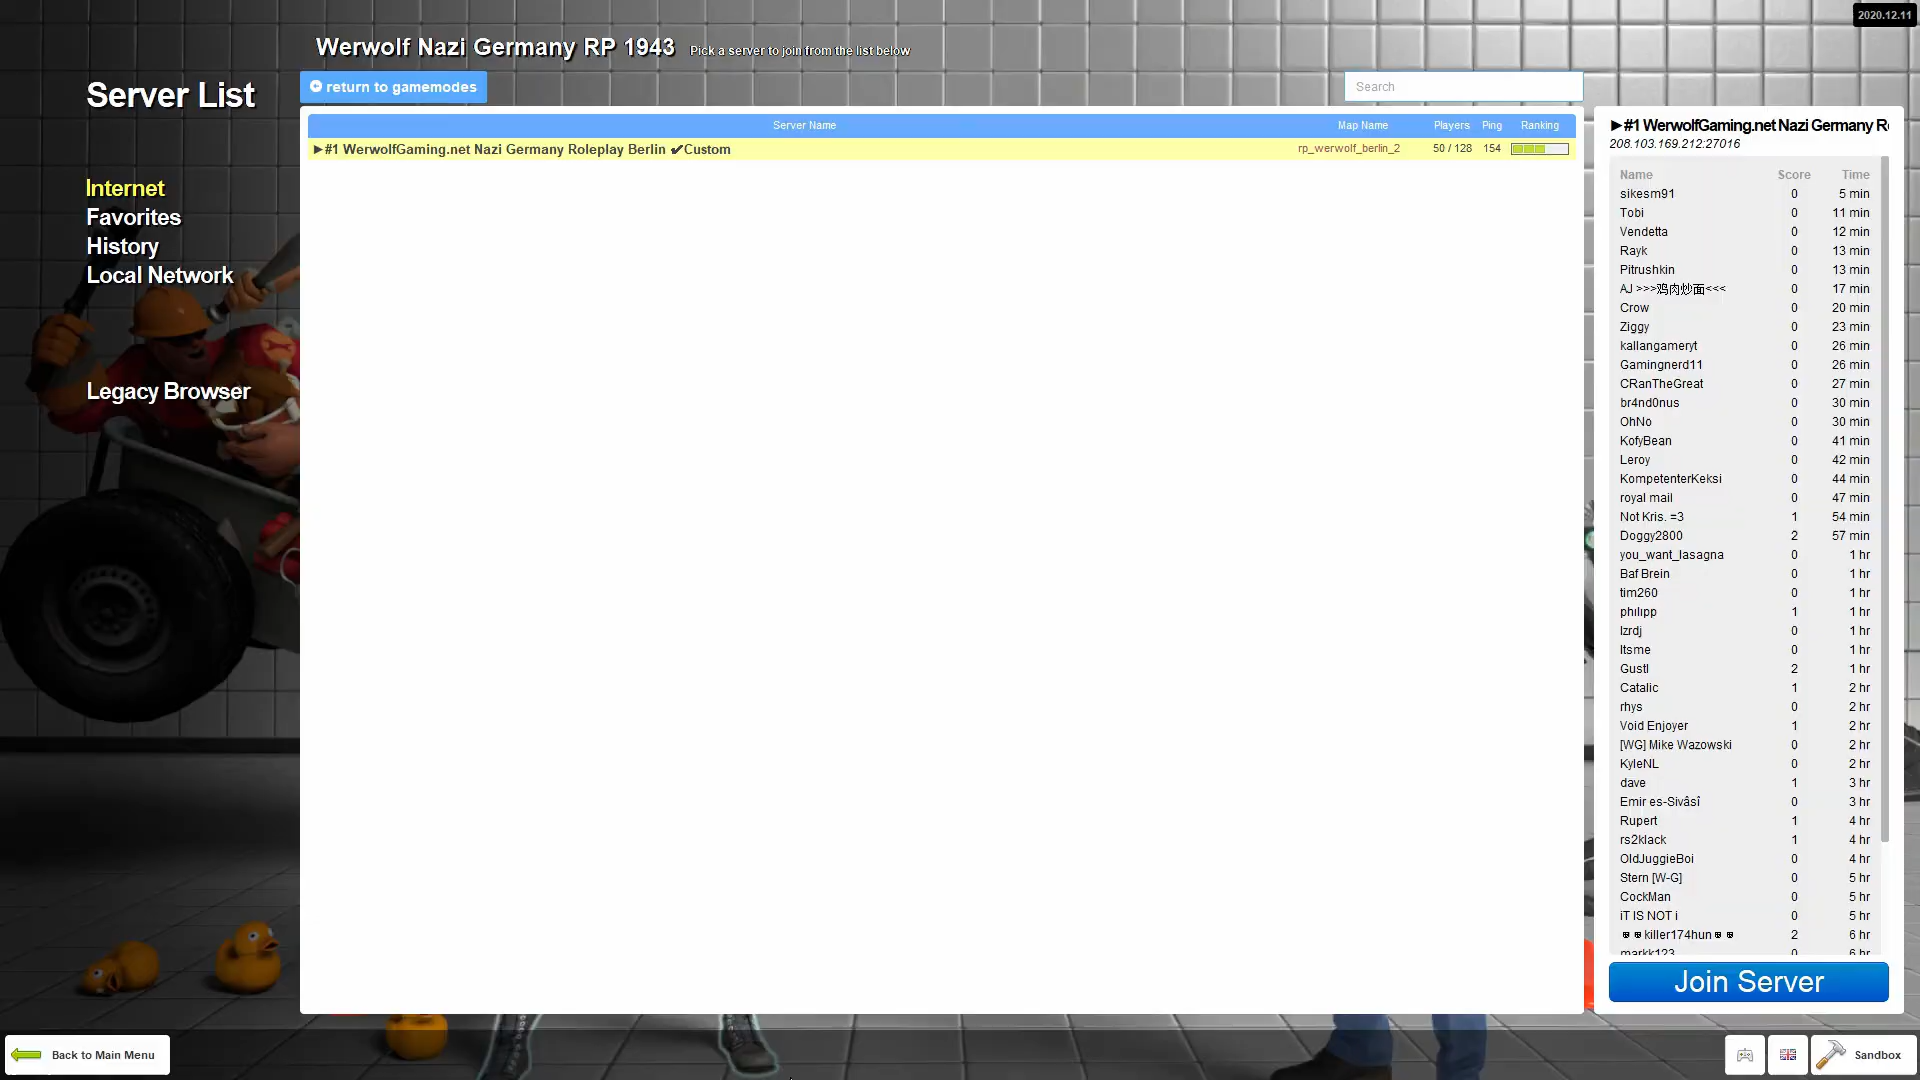 2020.12.11
Werwolf Nazi Germany RP 1943 Pick a server to join from the list below
Server List
return to gamemodes
Search
Internet
Favorites
History
Local Network
Legacy Browser
Server Name Map Name Players Ping Ranking
►#1 WerwolfGaming.net Nazi Germany Roleplay Berlin ✔Custom rp_werwolf_berlin_2 50 / 128 154
►#1 WerwolfGaming.net Nazi Germany R
208.103.169.212:27016
Name Score Time
sikesm91 0 5 min
Tobi 0 11 min
Vendetta 0 12 min
Rayk 0 13 min
Pitrushkin 0 13 min
AJ >>>鸡肉炒面<<< 0 17 min
Crow 0 20 min
Ziggy 0 23 min
kallangameryt 0 26 min
Gamingnerd11 0 26 min
CRanTheGreat 0 27 min
br4nd0nus 0 30 min
OhNo 0 30 min
KofyBean 0 41 min
Leroy 0 42 min
KompetenterKeksi 0 44 min
royal mail 0 47 min
Not Kris. =3 1 54 min
Doggy2800 2 57 min
you_want_lasagna 0 1 hr
Baf Brein 0 1 hr
tim260 0 1 hr
philipp 1 1 hr
lzrdj 0 1 hr
Itsme 0 1 hr
Gustl 2 1 hr
Catalic 1 2 hr
rhys 0 2 hr
Void Enjoyer 1 2 hr
[WG] Mike Wazowski 0 2 hr
KyleNL 0 2 hr
dave 1 3 hr
Emir es-Sivâsî 0 3 hr
Rupert 1 4 hr
rs2klack 1 4 hr
OldJuggieBoi 0 4 hr
Stern [W-G] 0 5 hr
CockMan 0 5 hr
iT IS NOT i 0 5 hr
killer174hun 2 6 hr
markk123 0 6 hr
Join Server
Back to Main Menu
Sandbox